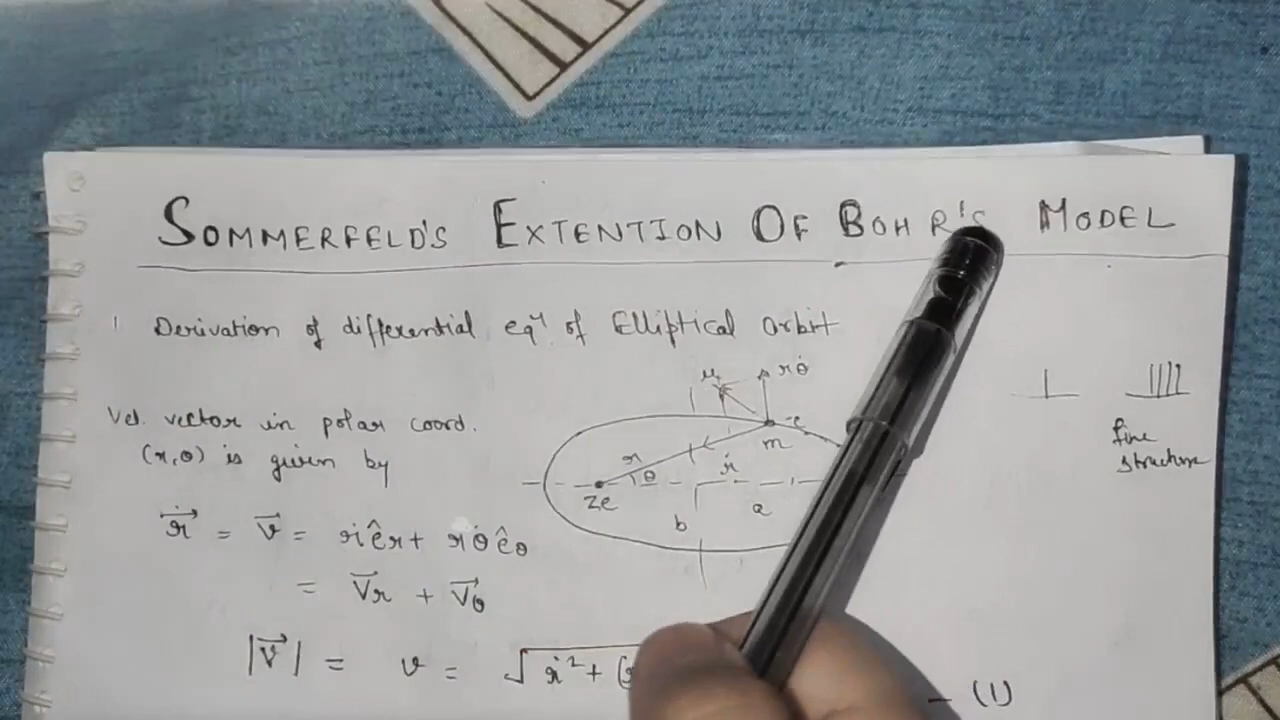 SOMMERFELD'S EXTENTION OF BOHR'S MODEL
1 Derivation of differential eqⁿ of Elliptical orbit
rθ̇
-e
m
fine
structure
Vel. vector in polar coord.
(r,θ) is given by
r
θ
ṙ
Ze
a
b
r⃗̇ = v⃗ = ṙ êr + rθ̇ êθ
= V⃗r + V⃗θ
|V⃗| = v = √ṙ² + (
— (1)